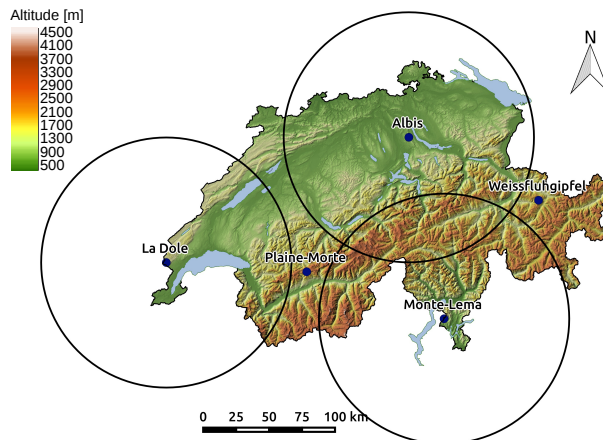 Altitude [m]
4500
4100
3700
3300
2900
2500
2100
1700
1300
900
500
N
Albis
Weissfluhgipfel
La Dole
Plaine-Morte
Monte-Lema
0 25 50 75 100 km